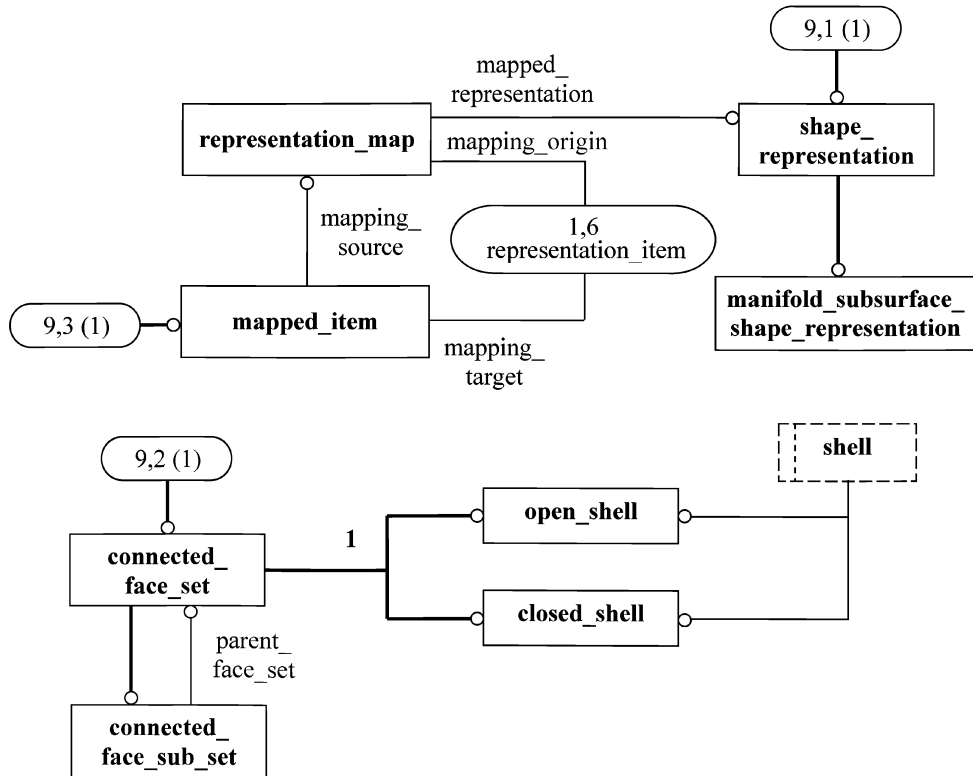 9,1 (1)
mapped_
representation
representation_map
mapping_origin
shape_
representation
mapping_
source
1,6
representation_item
9,3 (1)
mapped_item
manifold_subsurface_
shape_representation
mapping_
target
9,2 (1)
shell
open_shell
1
connected_
face_set
closed_shell
parent_
face_set
connected_
face_sub_set